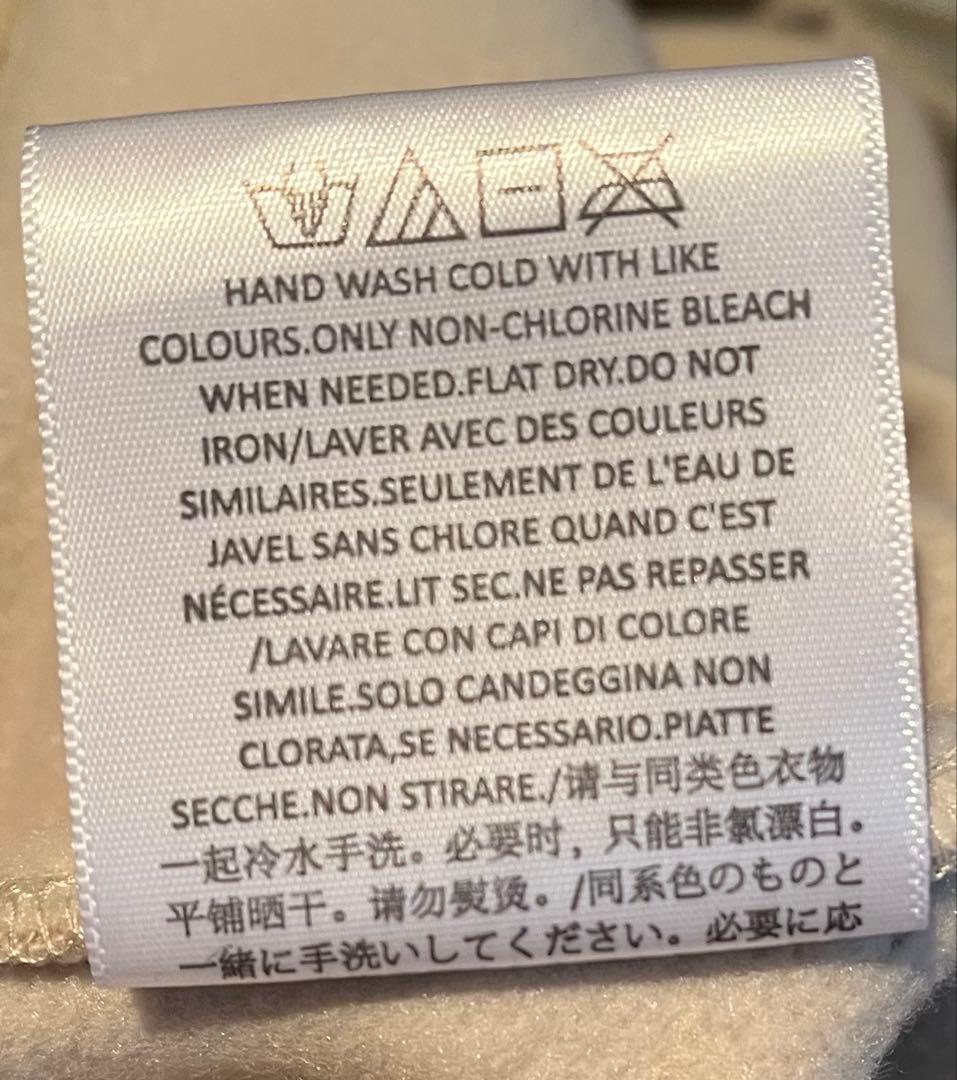 HAND WASH COLD WITH LIKE
COLOURS.ONLY NON-CHLORINE BLEACH
WHEN NEEDED.FLAT DRY.DO NOT
IRON/LAVER AVEC DES COULEURS
SIMILAIRES.SEULEMENT DE L'EAU DE
JAVEL SANS CHLORE QUAND C'EST
NÉCESSAIRE.LIT SEC.NE PAS REPASSER
/LAVARE CON CAPI DI COLORE
SIMILE.SOLO CANDEGGINA NON
CLORATA,SE NECESSARIO.PIATTE
SECCHE.NON STIRARE./请与同类色衣物
一起冷水手洗。必要时，只能非氯漂白。
平铺晒干。请勿熨烫。/同系色のものと
一緒に手洗いしてください。必要に応